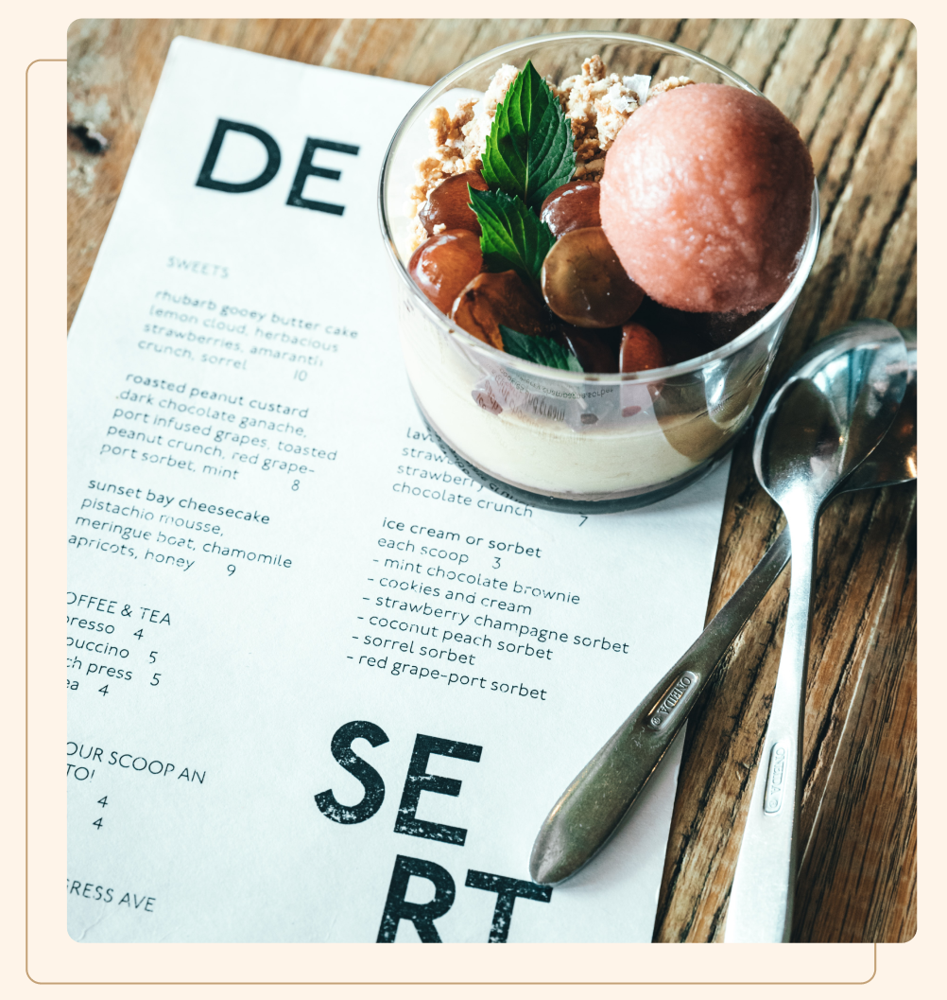 DE
SWEETS
rhubarb gooey butter cake
lemon cloud, herbacious
strawberries, amaranth
crunch, sorrel 10
roasted peanut custard
dark chocolate ganache,
port infused grapes, toasted
peanut crunch, red grape-
port sorbet, mint 8
sunset bay cheesecake
pistachio mousse,
meringue boat, chamomile
apricots, honey 9
OFFEE & TEA
presso 4
puccino 5
ch press 5
ea 4
OUR SCOOP AN
TO!
4
4
GRESS AVE
lav
straw
strawberry
chocolate crunch 7
ice cream or sorbet
each scoop 3
- mint chocolate brownie
- cookies and cream
- strawberry champagne sorbet
- coconut peach sorbet
- sorrel sorbet
- red grape-port sorbet
SE
RT
ONEIDA ®
ONEIDA ®